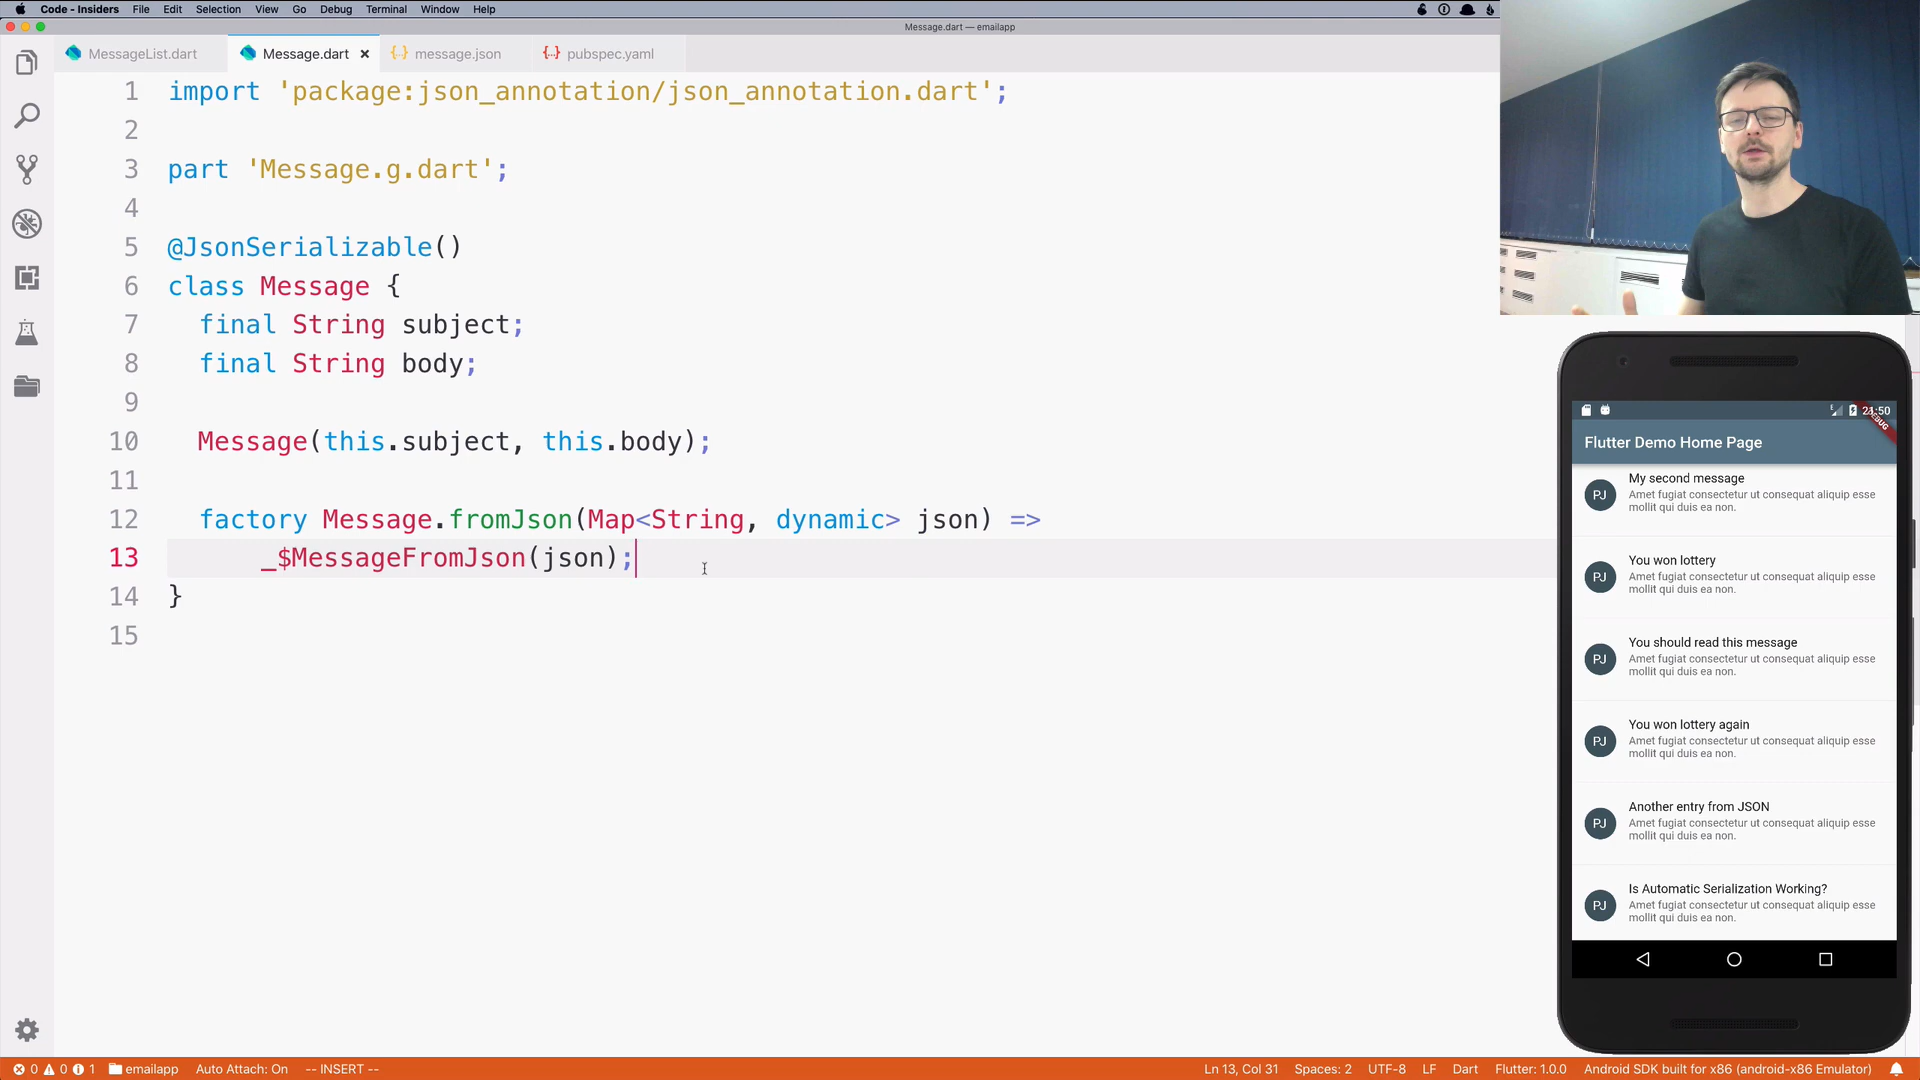 Code - Insiders File Edit Selection View Go Debug Terminal Window Help
Message.dart — emailapp
MessageList.dart Message.dart message.json pubspec.yaml
1 import 'package:json_annotation/json_annotation.dart';
2
3 part 'Message.g.dart';
4
5 @JsonSerializable()
6 class Message {
7 final String subject;
8 final String body;
9
10 Message(this.subject, this.body);
11
12 factory Message.fromJson(Map<String, dynamic> json) =>
13 _$MessageFromJson(json);
14 }
15
21:50
DEBUG
Flutter Demo Home Page
My second message
PJ
Amet fugiat consectetur ut consequat aliquip esse
mollit qui duis ea non.
You won lottery
PJ
Amet fugiat consectetur ut consequat aliquip esse
mollit qui duis ea non.
You should read this message
PJ
Amet fugiat consectetur ut consequat aliquip esse
mollit qui duis ea non.
You won lottery again
PJ
Amet fugiat consectetur ut consequat aliquip esse
mollit qui duis ea non.
Another entry from JSON
PJ
Amet fugiat consectetur ut consequat aliquip esse
mollit qui duis ea non.
Is Automatic Serialization Working?
PJ
Amet fugiat consectetur ut consequat aliquip esse
mollit qui duis ea non.
0 0 1 emailapp Auto Attach: On -- INSERT -- Ln 13, Col 31 Spaces: 2 UTF-8 LF Dart Flutter: 1.0.0 Android SDK built for x86 (android-x86 Emulator)